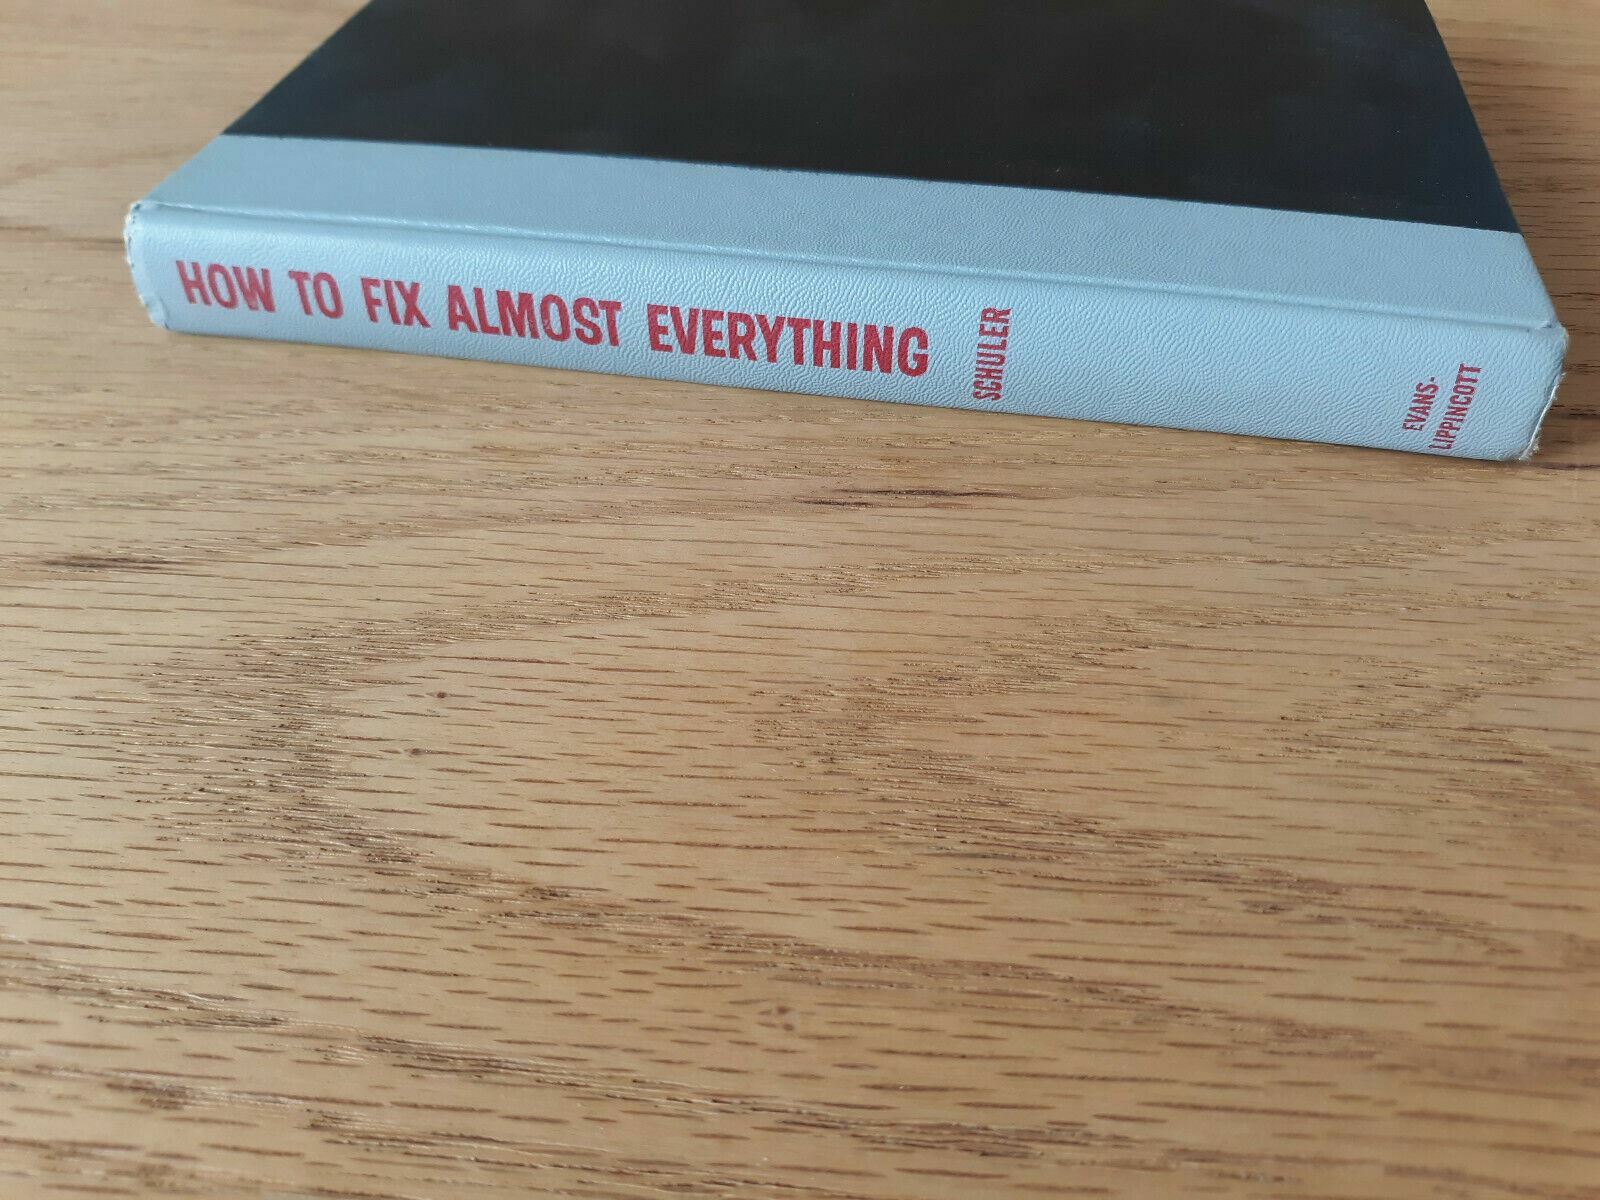 HOW TO FIX ALMOST EVERYTHING
SCHULER
EVANS-
LIPPINCOTT